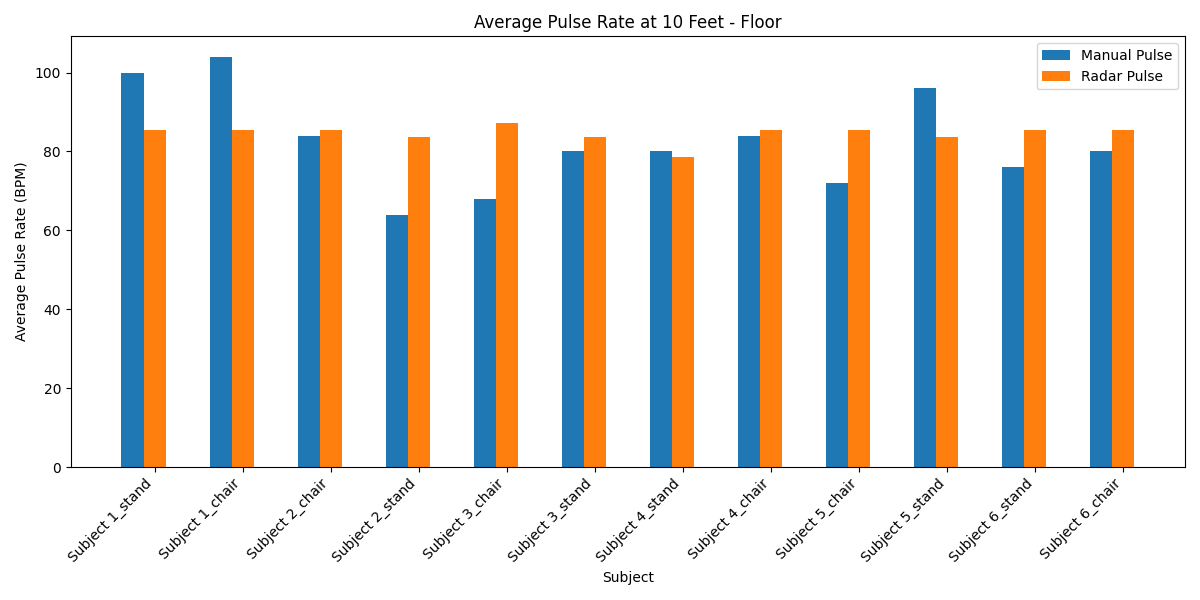 Average Pulse Rate at 10 Feet - Floor
Manual Pulse
Radar Pulse
Average Pulse Rate (BPM)
100
80
60
40
20
0
Subject 1_stand
Subject 1_chair
Subject 2_chair
Subject 2_stand
Subject 3_chair
Subject 3_stand
Subject 4_stand
Subject 4_chair
Subject 5_chair
Subject 5_stand
Subject 6_stand
Subject 6_chair
Subject